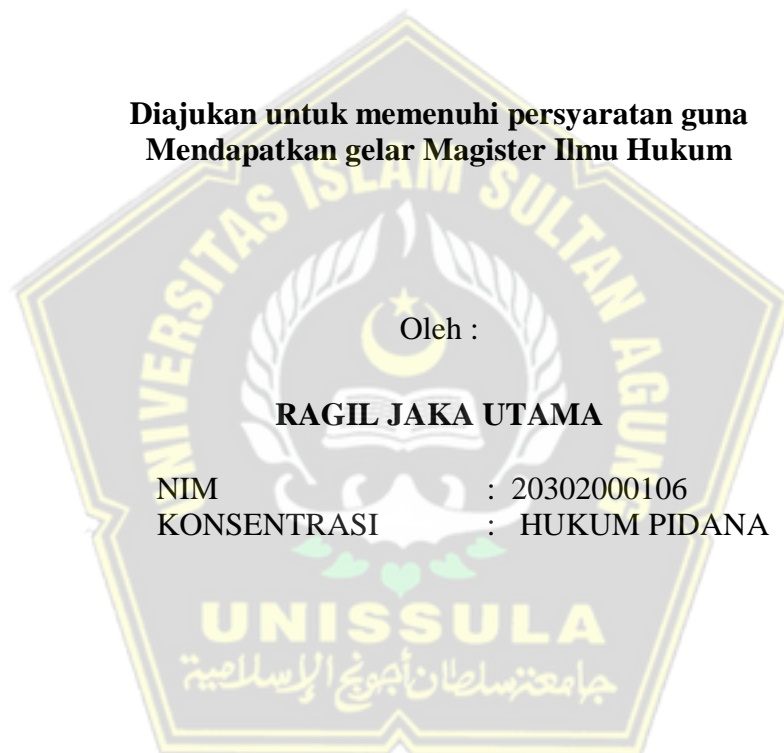 Diajukan untuk memenuhi persyaratan guna
Mendapatkan gelar Magister Ilmu Hukum
UNIVERSITAS ISLAM SULTAN AGUNG
Oleh :
RAGIL JAKA UTAMA
NIM : 20302000106
KONSENTRASI : HUKUM PIDANA
UNISSULA
جامعة سلطان أجونج الإسلامية